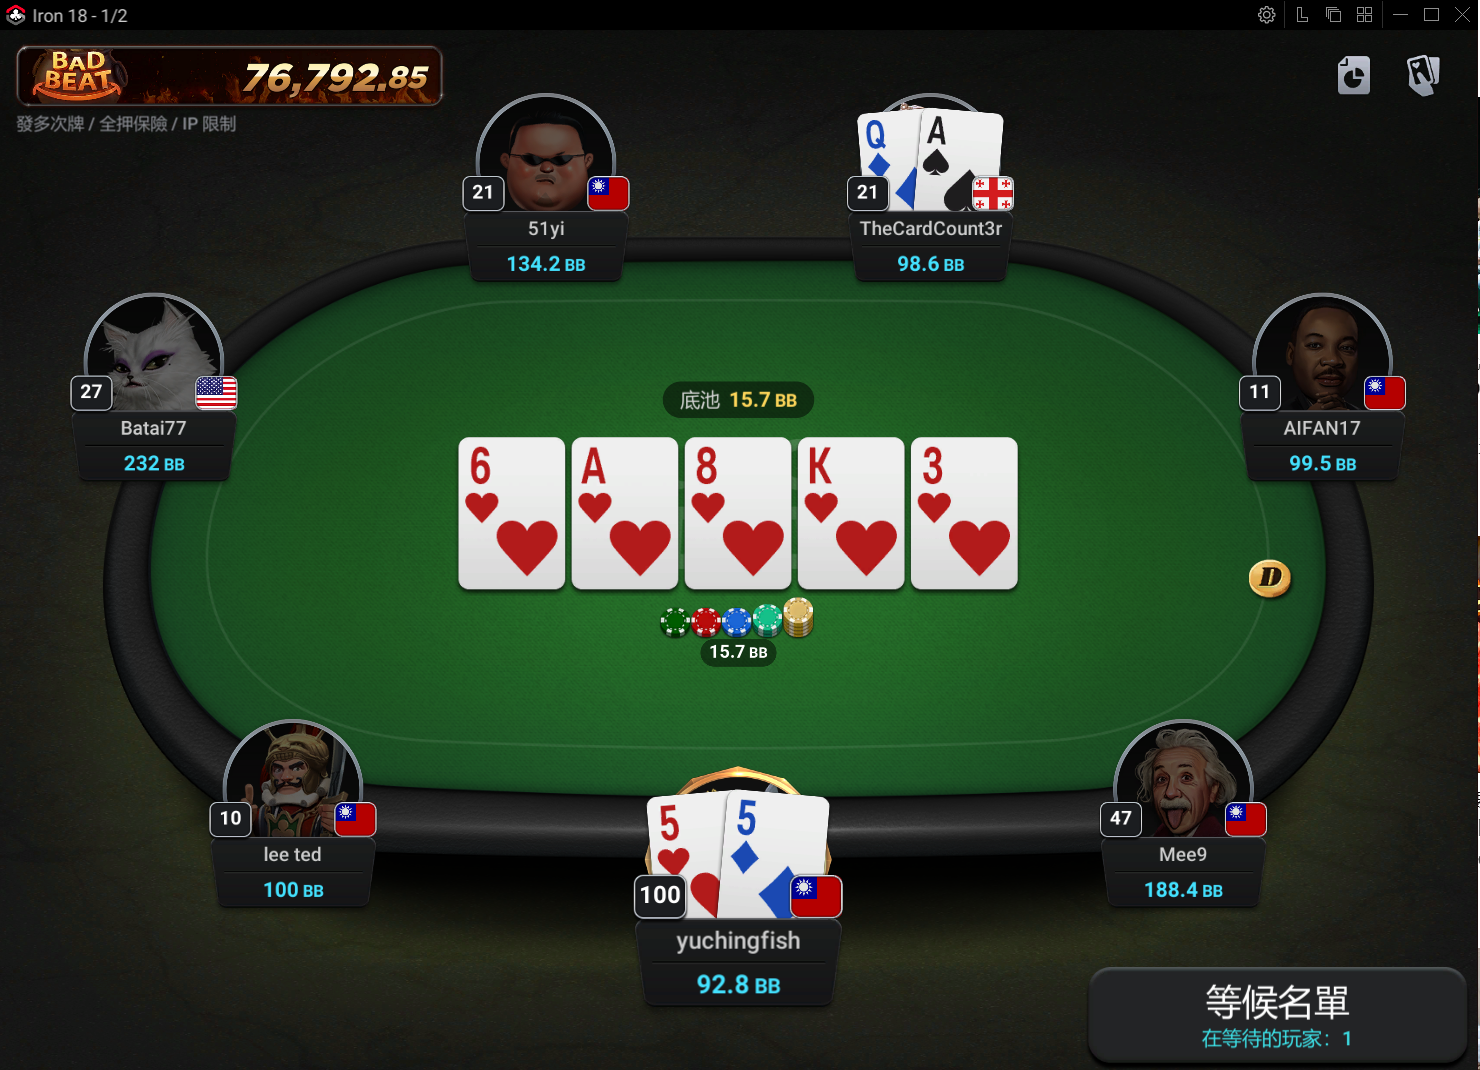 Iron 18 - 1/2
BAD
BEAT
76,792.85
發多次牌 / 全押保險 / IP 限制
21
51yi
134.2 BB
Q
A
21
TheCardCount3r
98.6 BB
27
Batai77
232 BB
11
AIFAN17
99.5 BB
底池 15.7 BB
6
A
8
K
3
D
15.7 BB
10
lee ted
100 BB
5
5
100
yuchingfish
92.8 BB
47
Mee9
188.4 BB
等候名單
在等待的玩家: 1